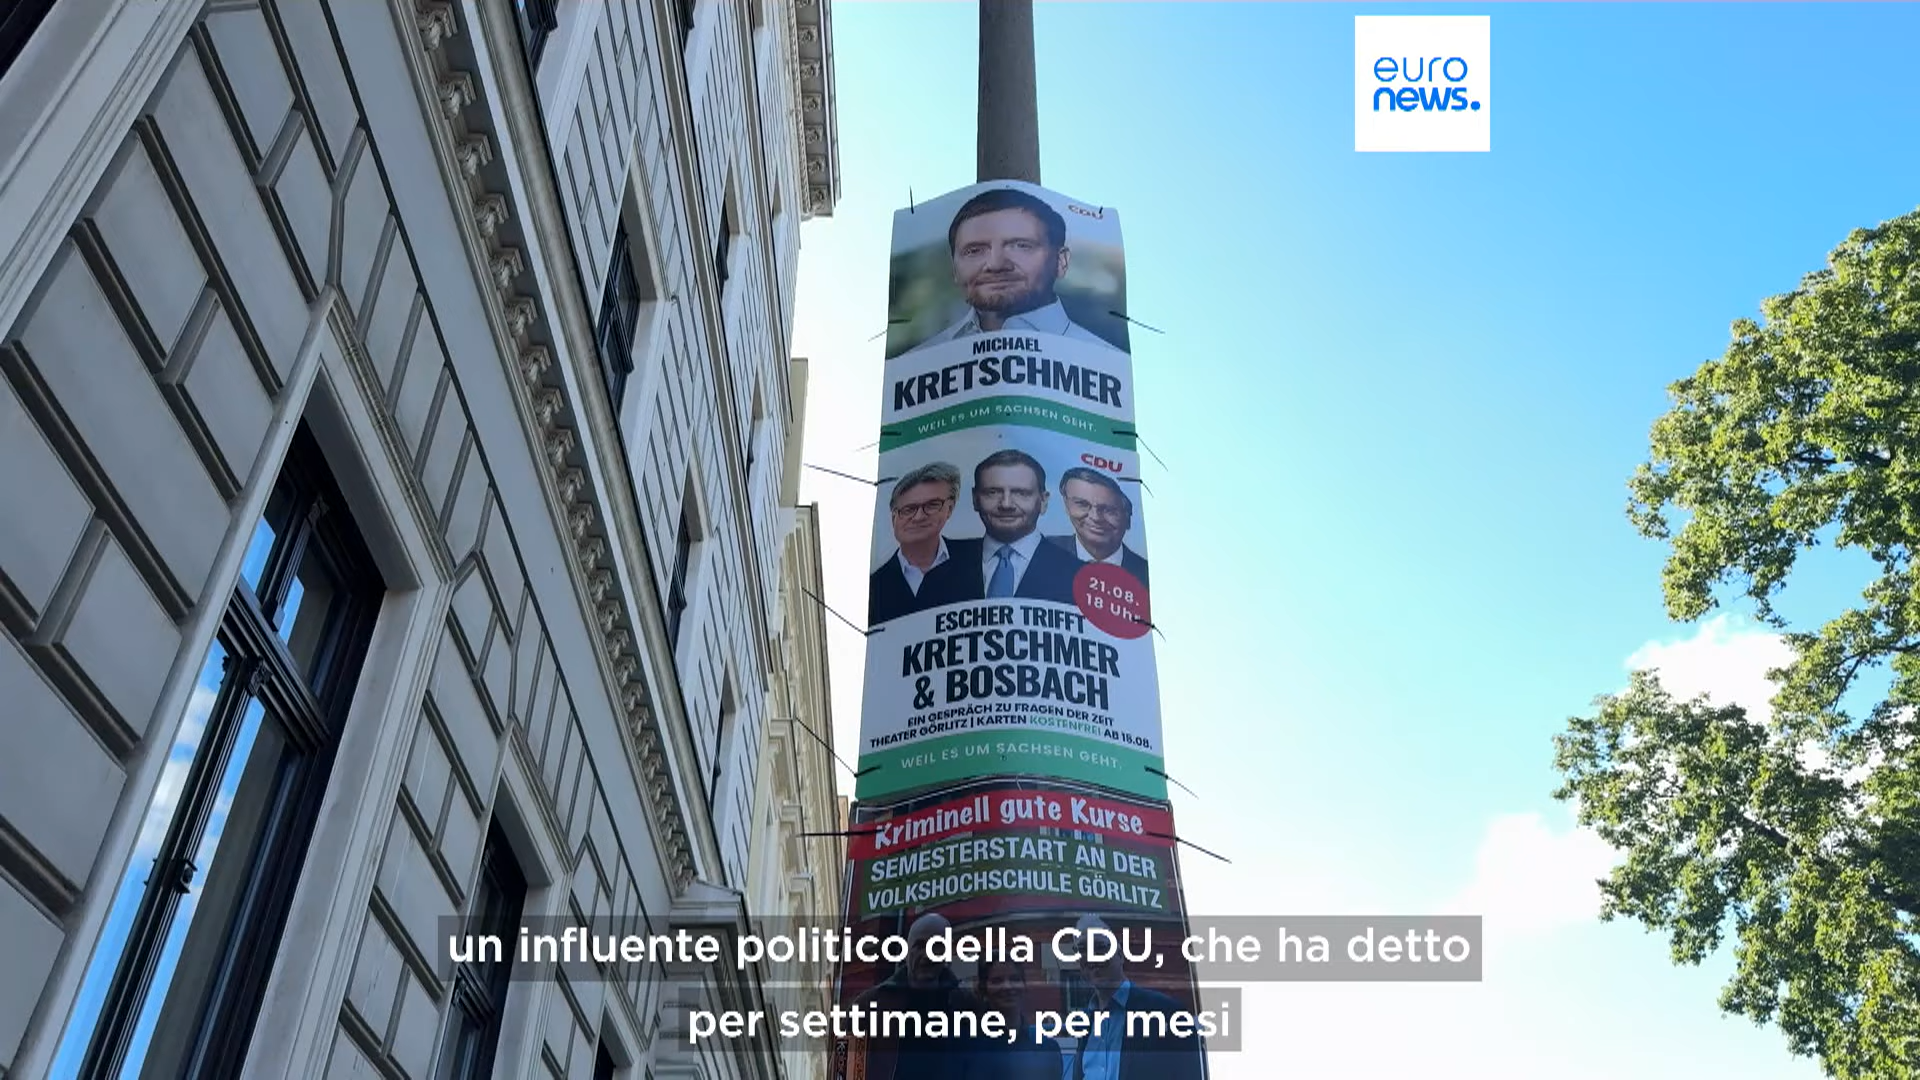 euro
news.
CDU
MICHAEL
KRETSCHMER
WEIL ES UM SACHSEN GEHT.
CDU
21.08.
18 Uhr
ESCHER TRIFFT
KRETSCHMER
& BOSBACH
EIN GESPRÄCH ZU FRAGEN DER ZEIT
THEATER GÖRLITZ | KARTEN KOSTENFREI AB 15.08.
WEIL ES UM SACHSEN GEHT.
Kriminell gute Kurse
SEMESTERSTART AN DER
VOLKSHOCHSCHULE GÖRLITZ
un influente politico della CDU, che ha detto
per settimane, per mesi